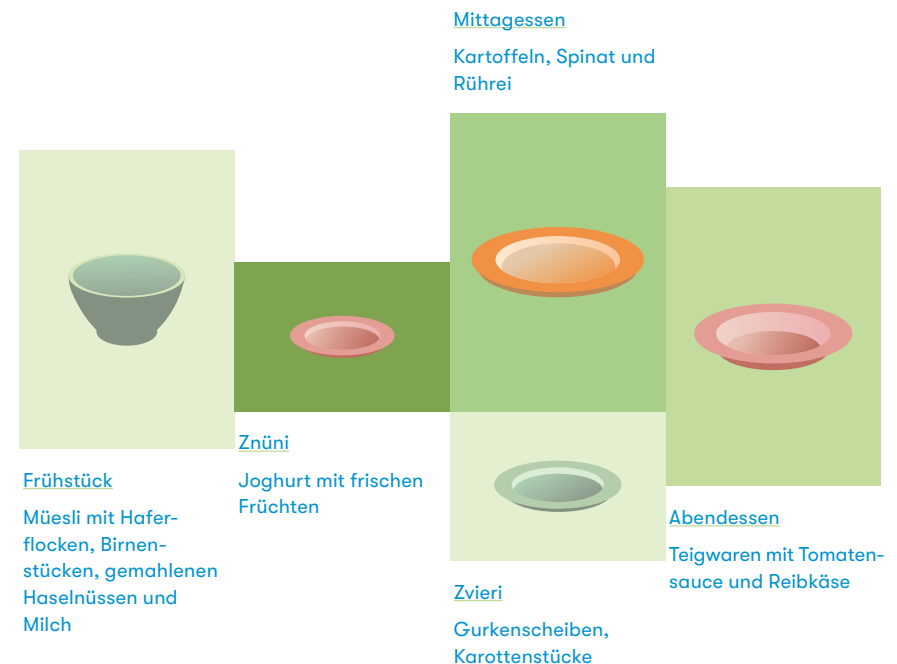 Frühstück
Müesli mit Hafer-
flocken, Birnen-
stücken, gemahlenen
Haselnüssen und
Milch
Znüni
Joghurt mit frischen
Früchten
Mittagessen
Kartoffeln, Spinat und
Rührei
Zvieri
Gurkenscheiben,
Karottenstücke
Abendessen
Teigwaren mit Tomaten-
sauce und Reibkäse